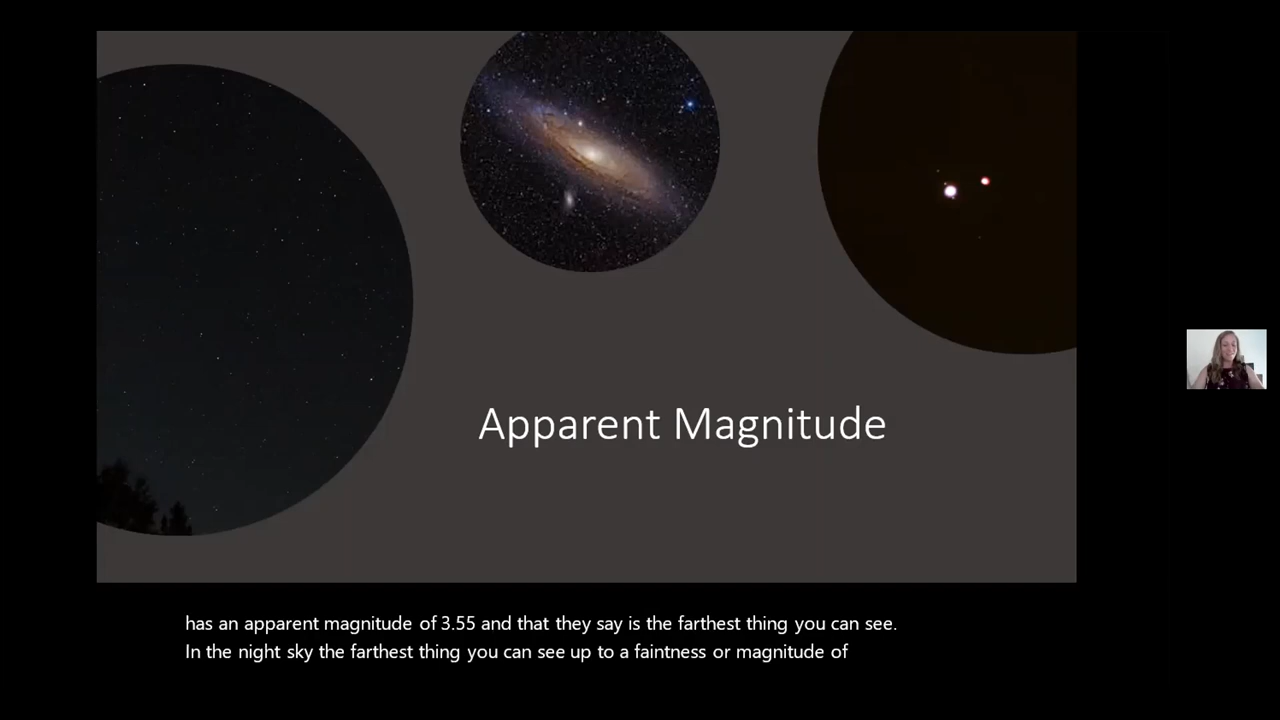 Apparent Magnitude
has an apparent magnitude of 3.55 and that they say is the farthest thing you can see.
In the night sky the farthest thing you can see up to a faintness or magnitude of